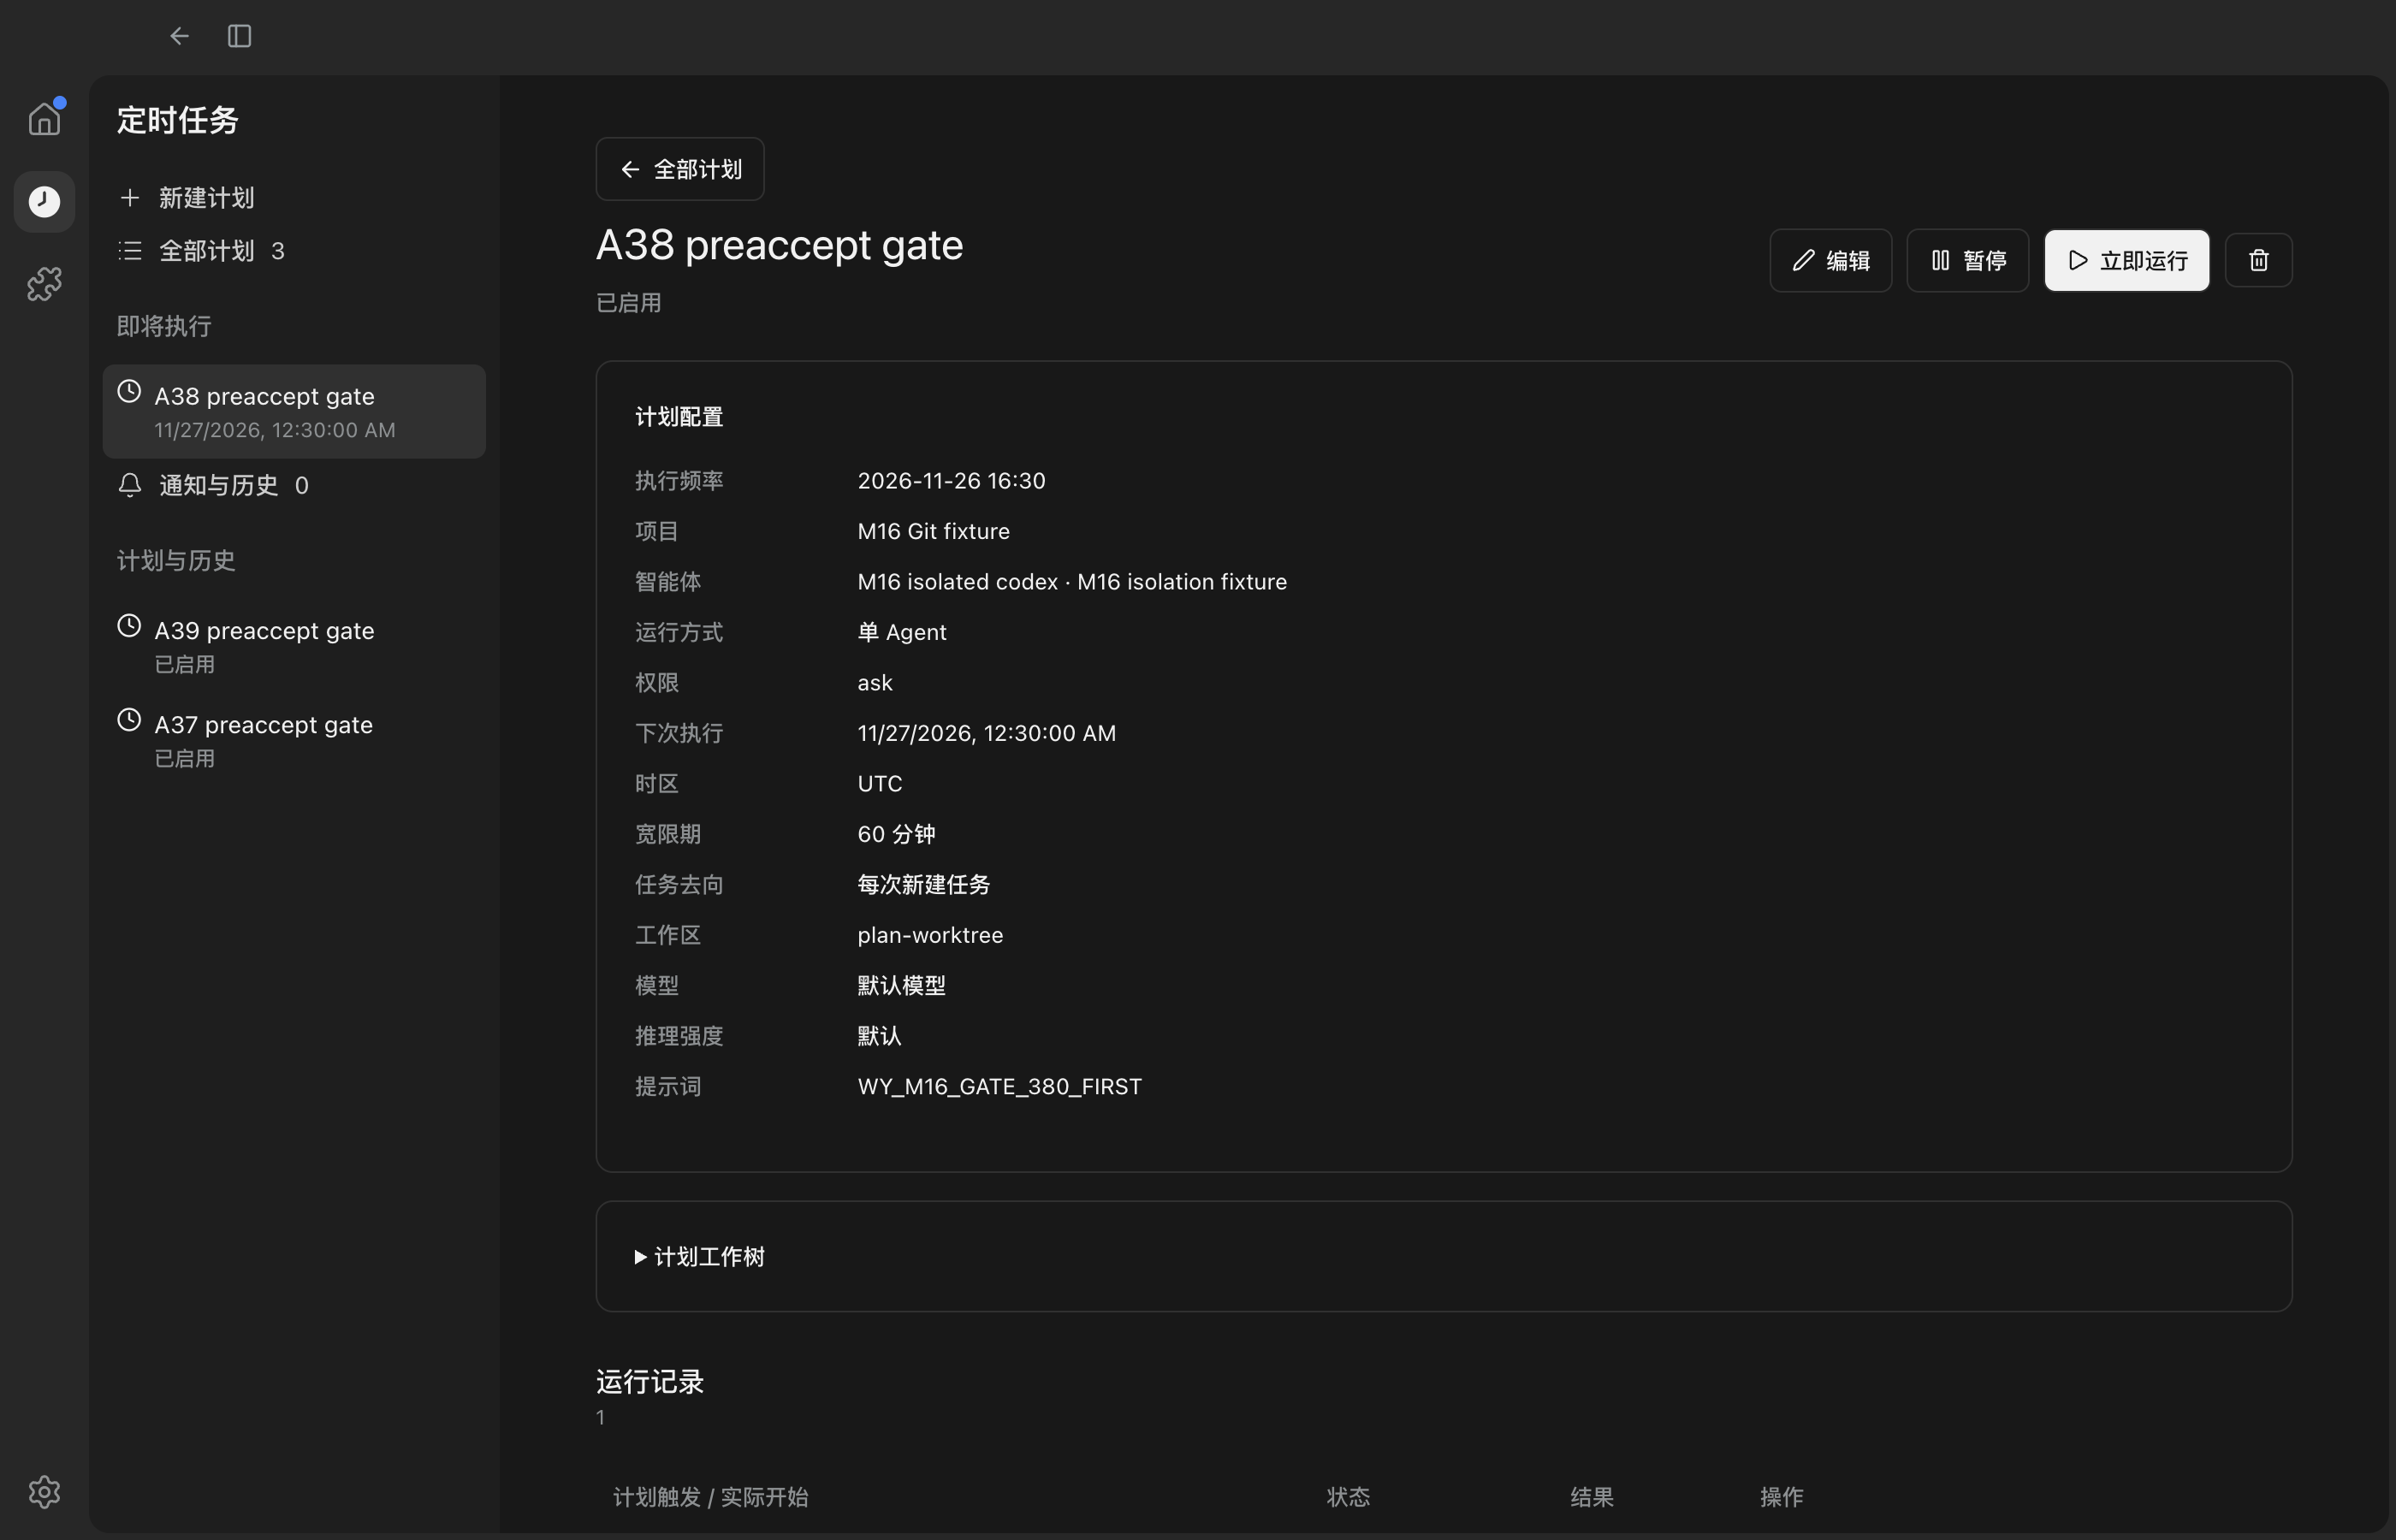 定时任务
新建计划
全部计划 3
即将执行
A38 preaccept gate
11/27/2026, 12:30:00 AM
通知与历史 0
计划与历史
A39 preaccept gate
已启用
A37 preaccept gate
已启用
全部计划
A38 preaccept gate
已启用
编辑
暂停
立即运行
计划配置
执行频率 2026-11-26 16:30
项目 M16 Git fixture
智能体 M16 isolated codex · M16 isolation fixture
运行方式 单 Agent
权限 ask
下次执行 11/27/2026, 12:30:00 AM
时区 UTC
宽限期 60 分钟
任务去向 每次新建任务
工作区 plan-worktree
模型 默认模型
推理强度 默认
提示词 WY_M16_GATE_380_FIRST
计划工作树
运行记录
1
计划触发 / 实际开始 状态 结果 操作